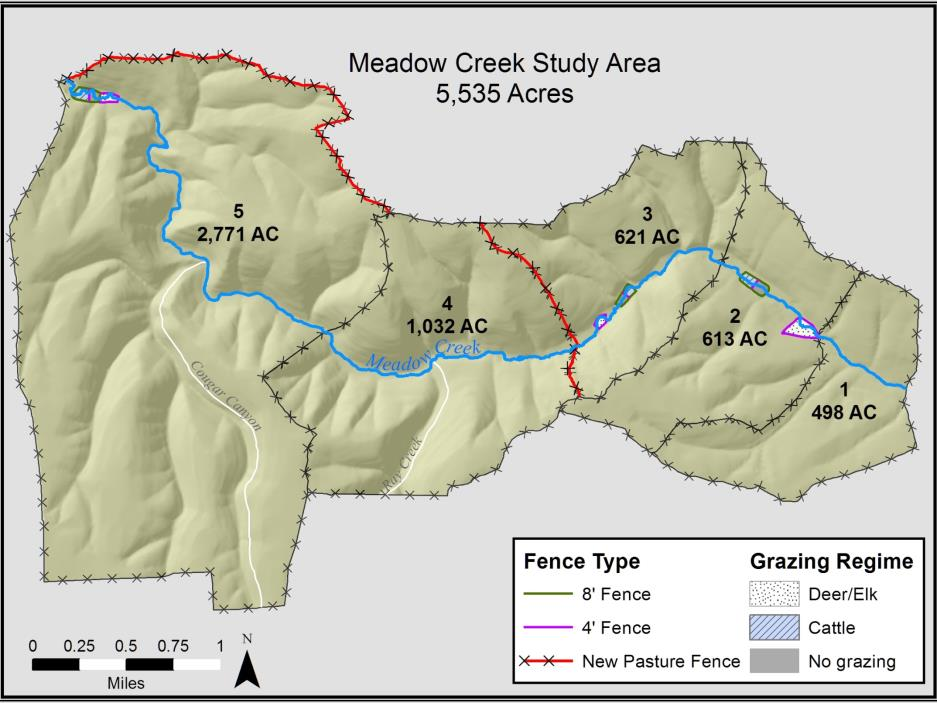 Meadow Creek Study Area
5,535 Acres
3
621 AC
5
2,771 AC
4
1,032 AC
2
613 AC
Meadow Creek
1
498 AC
Cougar Canyon
Ray Creek
Fence Type
8' Fence
4' Fence
New Pasture Fence
Grazing Regime
Deer/Elk
Cattle
No grazing
0 0.25 0.5 0.75 1
Miles
N